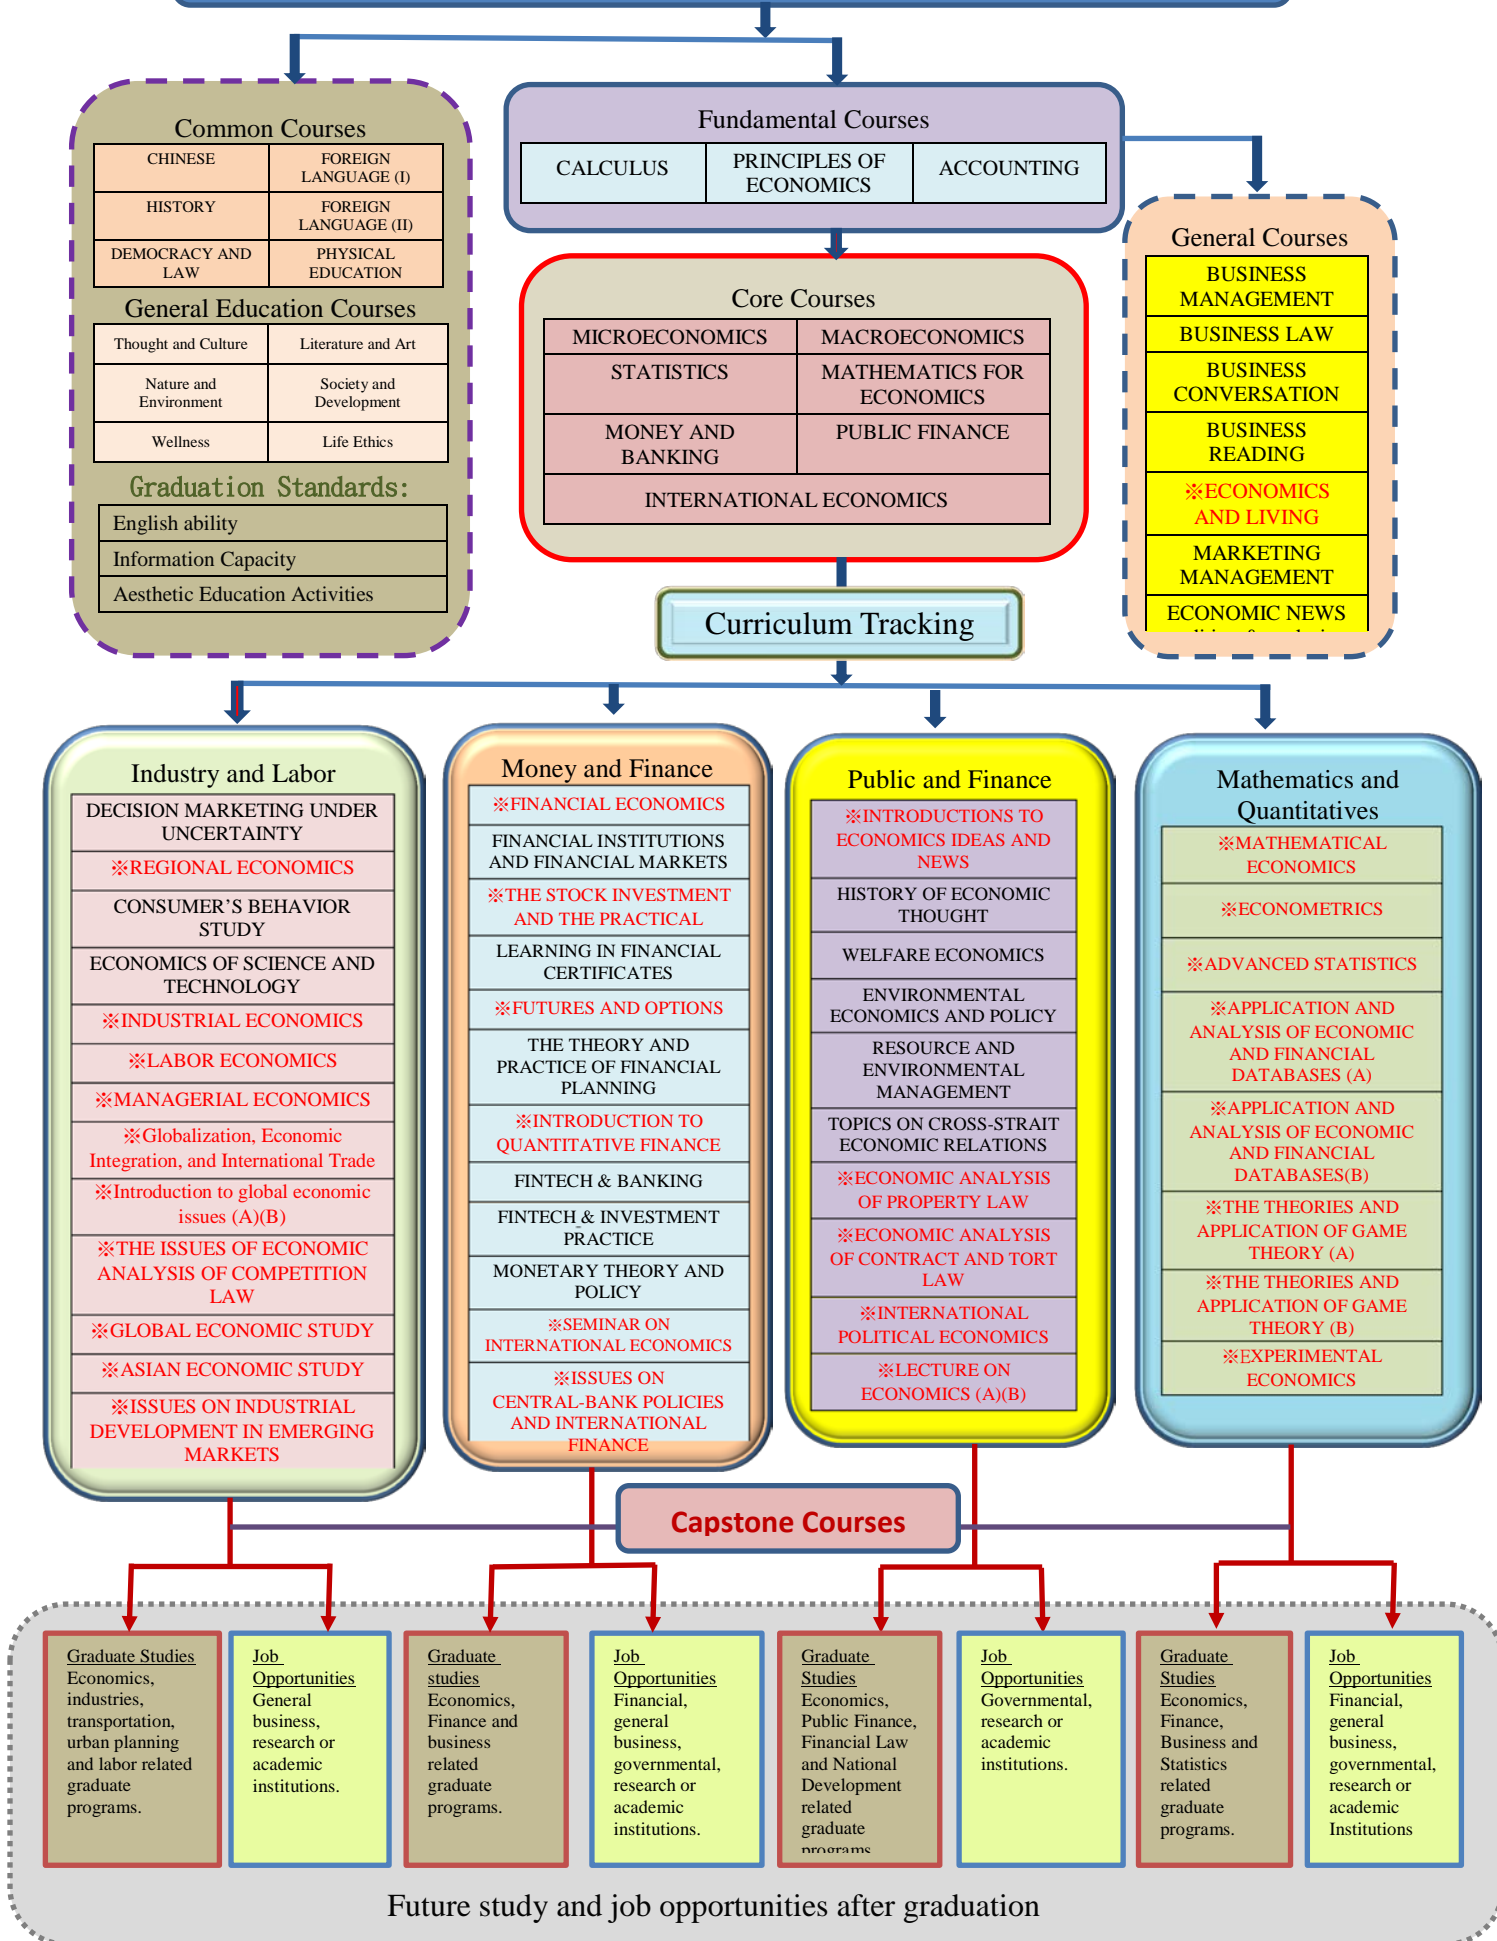 Common Courses
CHINESE
FOREIGN
LANGUAGE (I)
HISTORY
FOREIGN
LANGUAGE (II)
DEMOCRACY AND
LAW
PHYSICAL
EDUCATION
General Education Courses
Thought and Culture
Literature and Art
Nature and
Environment
Society and
Development
Wellness
Life Ethics
Graduation Standards:
English ability
Information Capacity
Aesthetic Education Activities
Fundamental Courses
CALCULUS
PRINCIPLES OF
ECONOMICS
ACCOUNTING
Core Courses
MICROECONOMICS
MACROECONOMICS
STATISTICS
MATHEMATICS FOR
ECONOMICS
MONEY AND
BANKING
PUBLIC FINANCE
INTERNATIONAL ECONOMICS
General Courses
BUSINESS
MANAGEMENT
BUSINESS LAW
BUSINESS
CONVERSATION
BUSINESS
READING
※ECONOMICS
AND LIVING
MARKETING
MANAGEMENT
ECONOMIC NEWS
Curriculum Tracking
Industry and Labor
DECISION MARKETING UNDER
UNCERTAINTY
※REGIONAL ECONOMICS
CONSUMER'S BEHAVIOR
STUDY
ECONOMICS OF SCIENCE AND
TECHNOLOGY
※INDUSTRIAL ECONOMICS
※LABOR ECONOMICS
※MANAGERIAL ECONOMICS
※Globalization, Economic
Integration, and International Trade
※Introduction to global economic
issues (A)(B)
※THE ISSUES OF ECONOMIC
ANALYSIS OF COMPETITION
LAW
※GLOBAL ECONOMIC STUDY
※ASIAN ECONOMIC STUDY
※ISSUES ON INDUSTRIAL
DEVELOPMENT IN EMERGING
MARKETS
Money and Finance
※FINANCIAL ECONOMICS
FINANCIAL INSTITUTIONS
AND FINANCIAL MARKETS
※THE STOCK INVESTMENT
AND THE PRACTICAL
LEARNING IN FINANCIAL
CERTIFICATES
※FUTURES AND OPTIONS
THE THEORY AND
PRACTICE OF FINANCIAL
PLANNING
※INTRODUCTION TO
QUANTITATIVE FINANCE
FINTECH & BANKING
FINTECH & INVESTMENT
PRACTICE
MONETARY THEORY AND
POLICY
※SEMINAR ON
INTERNATIONAL ECONOMICS
※ISSUES ON
CENTRAL-BANK POLICIES
AND INTERNATIONAL
FINANCE
Public and Finance
※INTRODUCTIONS TO
ECONOMICS IDEAS AND
NEWS
HISTORY OF ECONOMIC
THOUGHT
WELFARE ECONOMICS
ENVIRONMENTAL
ECONOMICS AND POLICY
RESOURCE AND
ENVIRONMENTAL
MANAGEMENT
TOPICS ON CROSS-STRAIT
ECONOMIC RELATIONS
※ECONOMIC ANALYSIS
OF PROPERTY LAW
※ECONOMIC ANALYSIS
OF CONTRACT AND TORT
LAW
※INTERNATIONAL
POLITICAL ECONOMICS
※LECTURE ON
ECONOMICS (A)(B)
Mathematics and
Quantitatives
※MATHEMATICAL
ECONOMICS
※ECONOMETRICS
※ADVANCED STATISTICS
※APPLICATION AND
ANALYSIS OF ECONOMIC
AND FINANCIAL
DATABASES (A)
※APPLICATION AND
ANALYSIS OF ECONOMIC
AND FINANCIAL
DATABASES(B)
※THE THEORIES AND
APPLICATION OF GAME
THEORY (A)
※THE THEORIES AND
APPLICATION OF GAME
THEORY (B)
※EXPERIMENTAL
ECONOMICS
Capstone Courses
Graduate Studies
Economics,
industries,
transportation,
urban planning
and labor related
graduate
programs.
Job
Opportunities
General
business,
research or
academic
institutions.
Graduate
studies
Economics,
Finance and
business
related
graduate
programs.
Job
Opportunities
Financial,
general
business,
governmental,
research or
academic
institutions.
Graduate
Studies
Economics,
Public Finance,
Financial Law
and National
Development
related
graduate
programs
Job
Opportunities
Governmental,
research or
academic
institutions.
Graduate
Studies
Economics,
Finance,
Business and
Statistics
related
graduate
programs.
Job
Opportunities
Financial,
general
business,
governmental,
research or
academic
Institutions
Future study and job opportunities after graduation